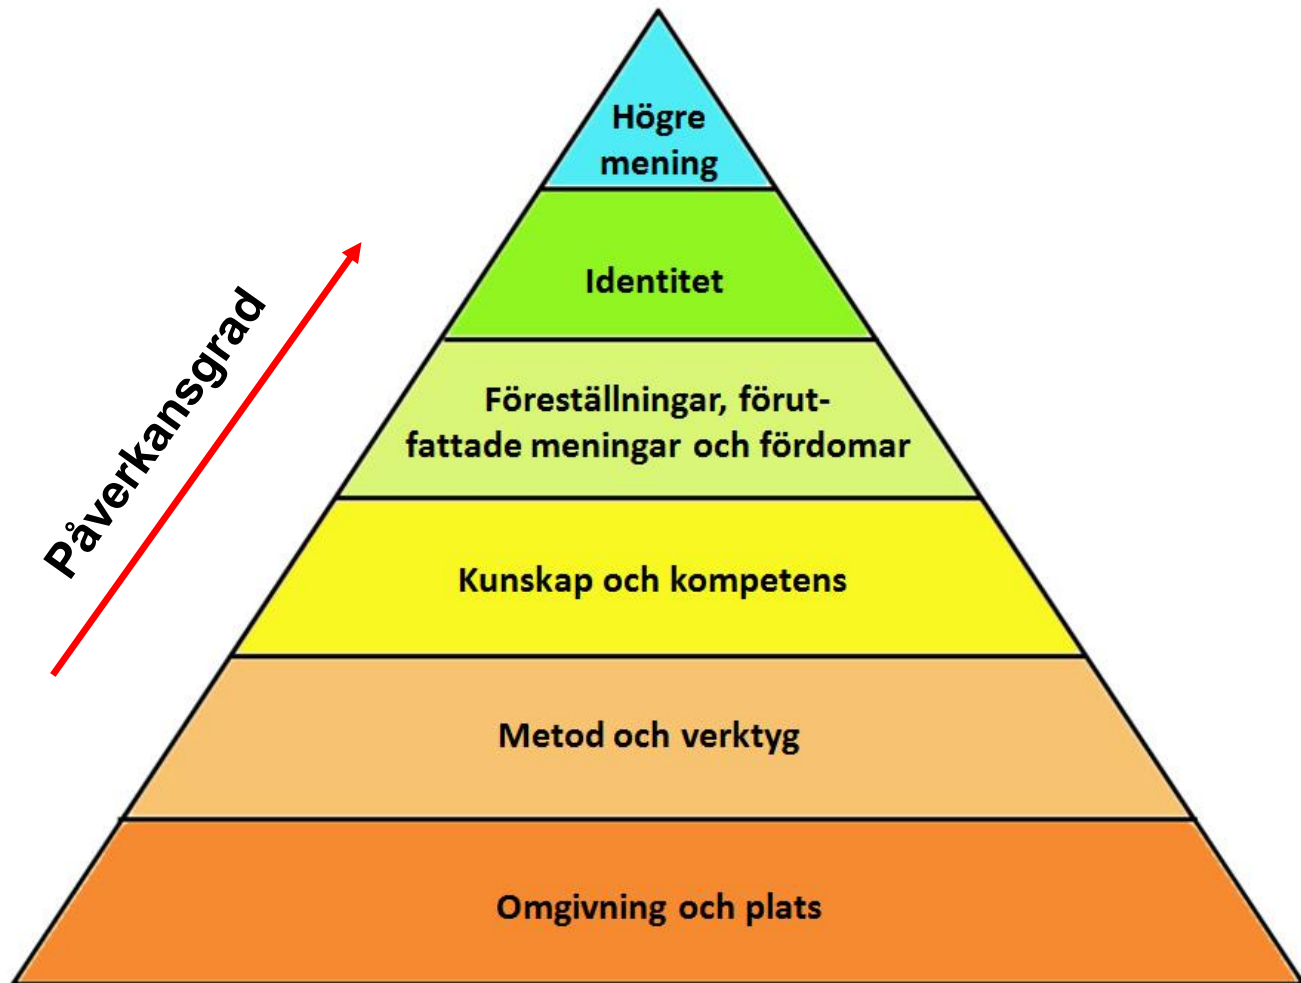 Högre
mening
Identitet
Föreställningar, förut-
fattade meningar och fördomar
Kunskap och kompetens
Metod och verktyg
Omgivning och plats
Påverkansgrad